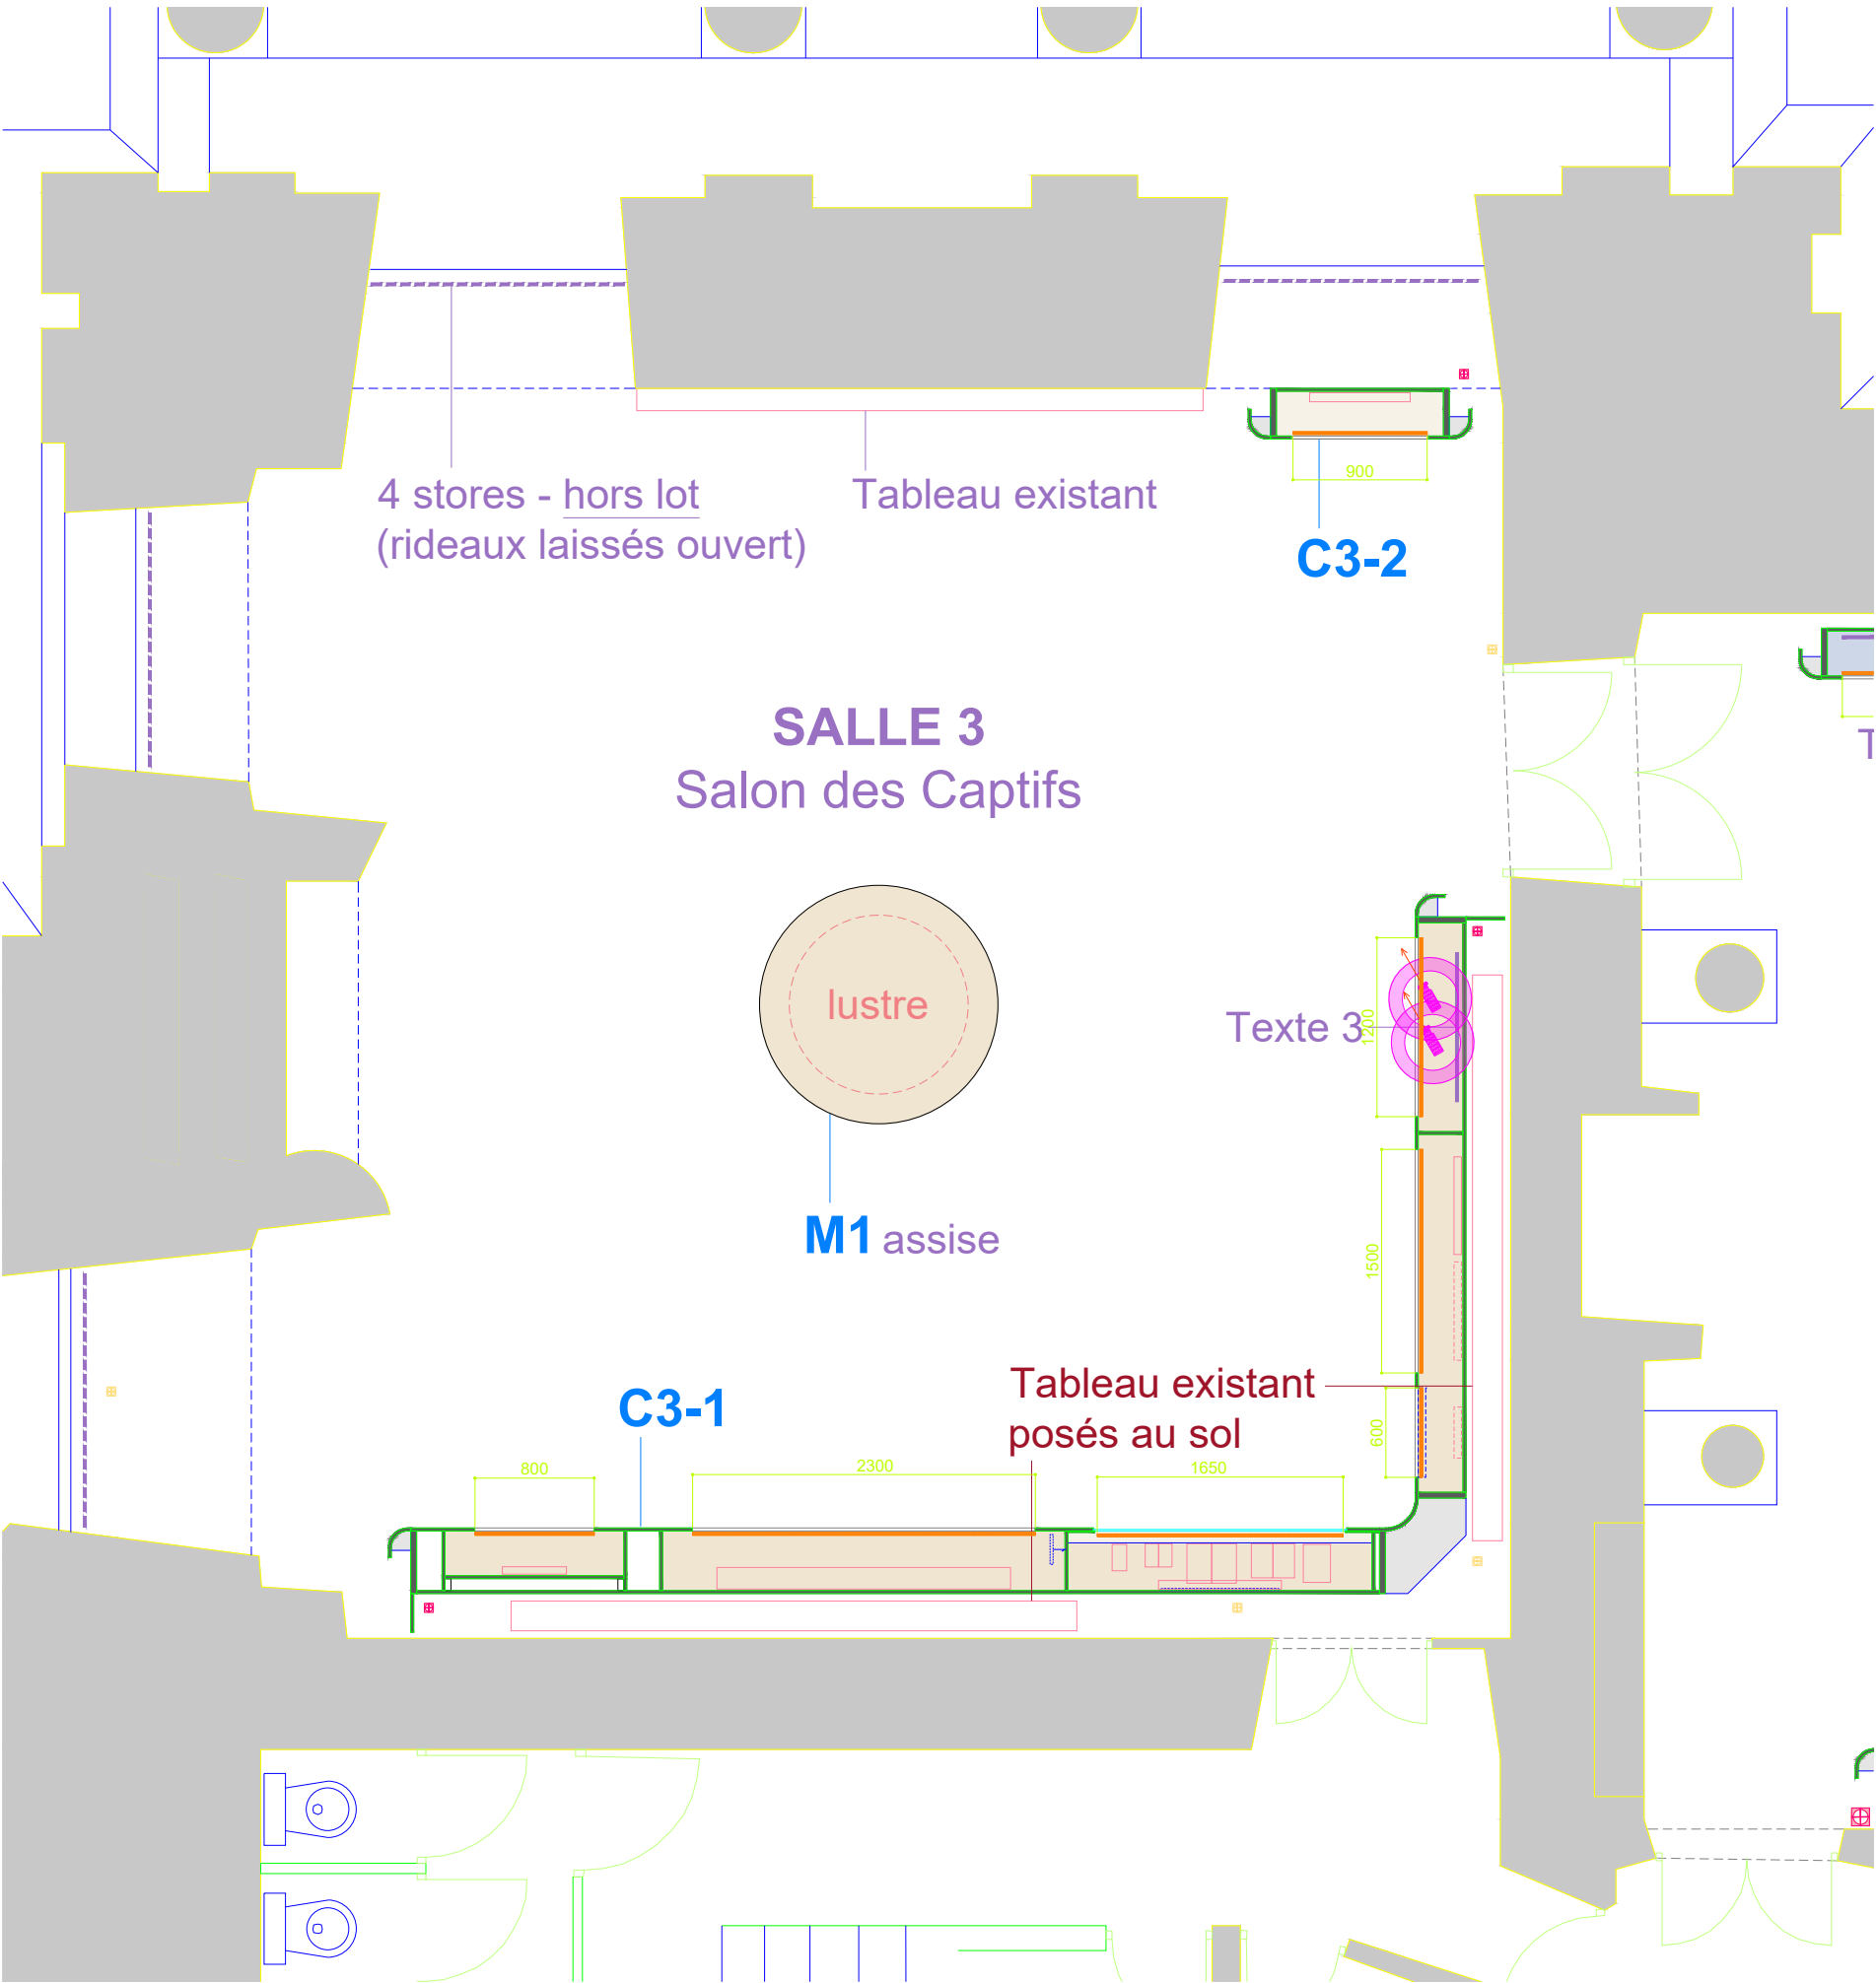 4 stores - hors lot
(rideaux laissés ouvert)
Tableau existant
900
C3-2
SALLE 3
Salon des Captifs
T
lustre
Texte 3
1200
M1 assise
1500
Tableau existant
posés au sol
600
C3-1
800
2300
1650